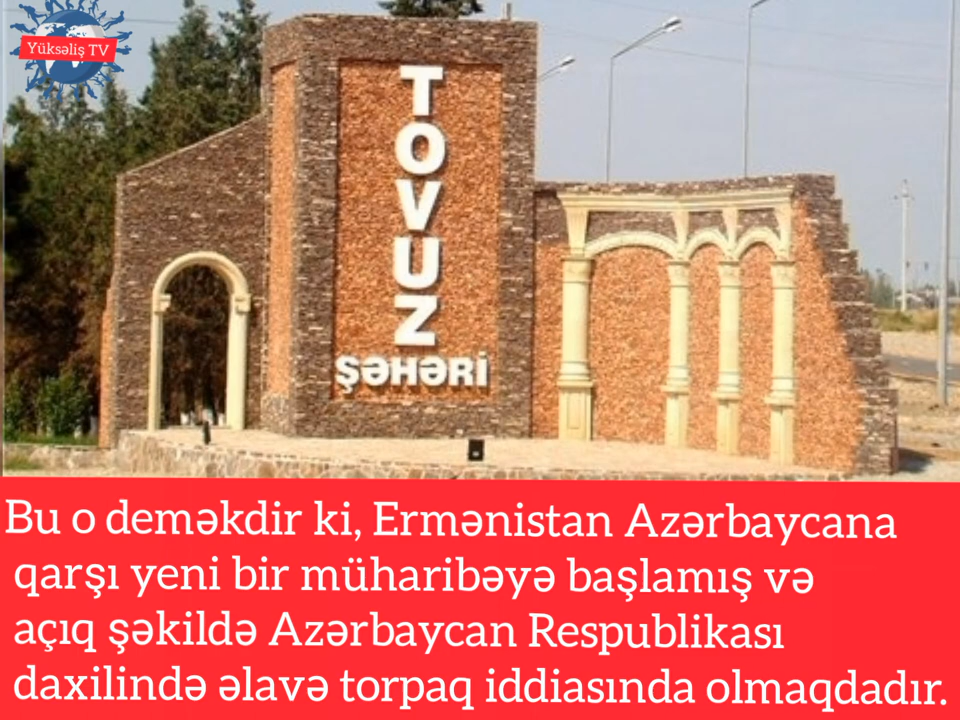 Yüksəliş TV
TOVUZ
ŞƏHƏRİ
Bu o deməkdir ki, Ermənistan Azərbaycana
qarşı yeni bir müharibəyə başlamış və
açıq şəkildə Azərbaycan Respublikası
daxilində əlavə torpaq iddiasında olmaqdadır.